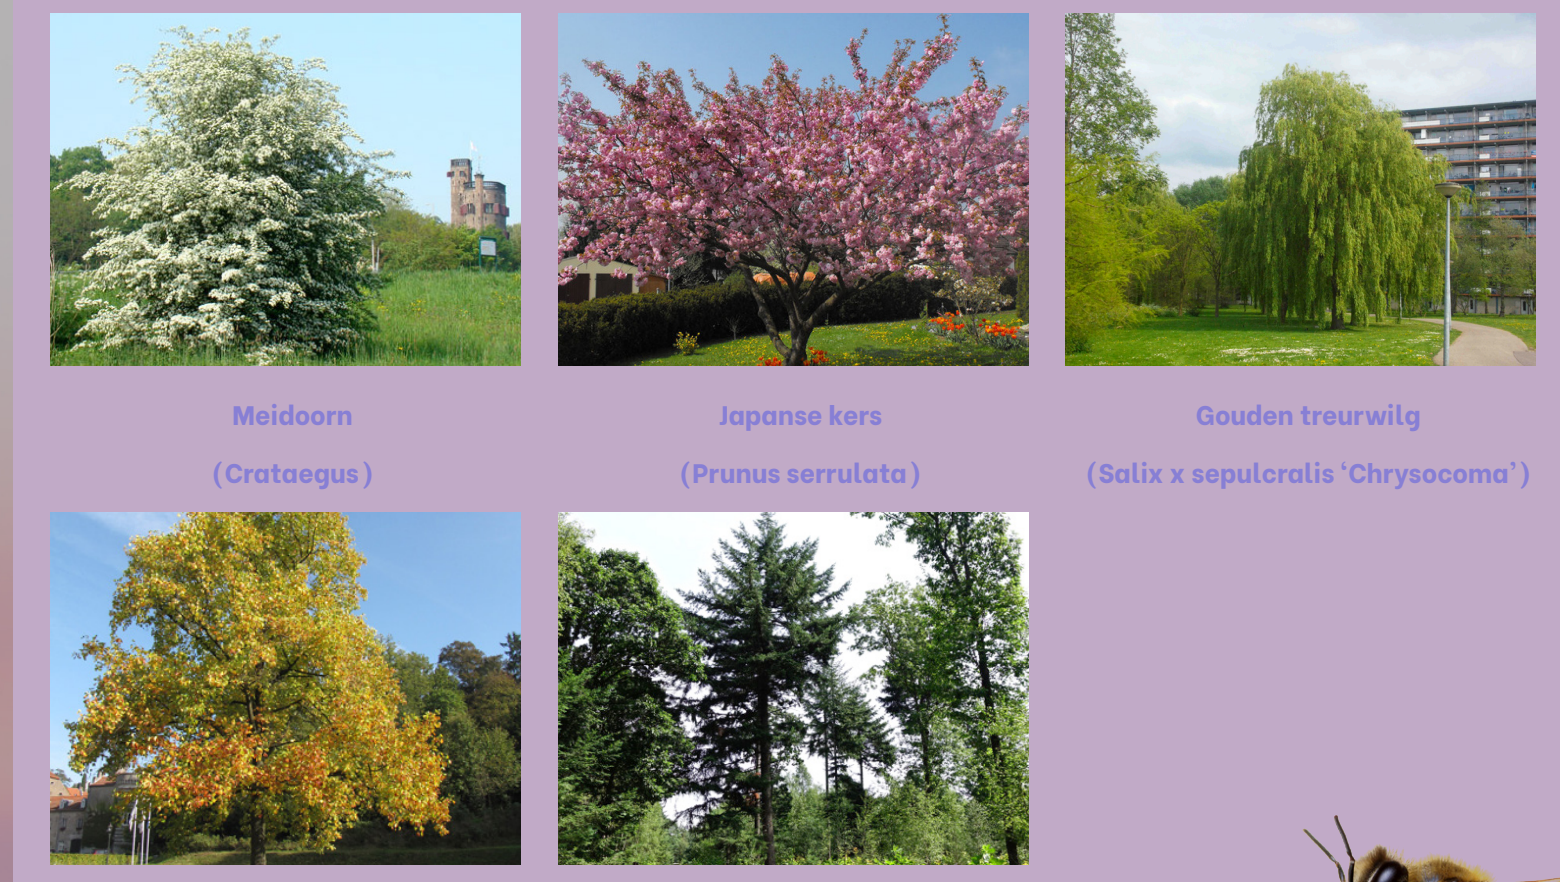 Meidoorn
(Crataegus)
Japanse kers
(Prunus serrulata)
Gouden treurwilg
(Salix x sepulcralis ‘Chrysocoma’)